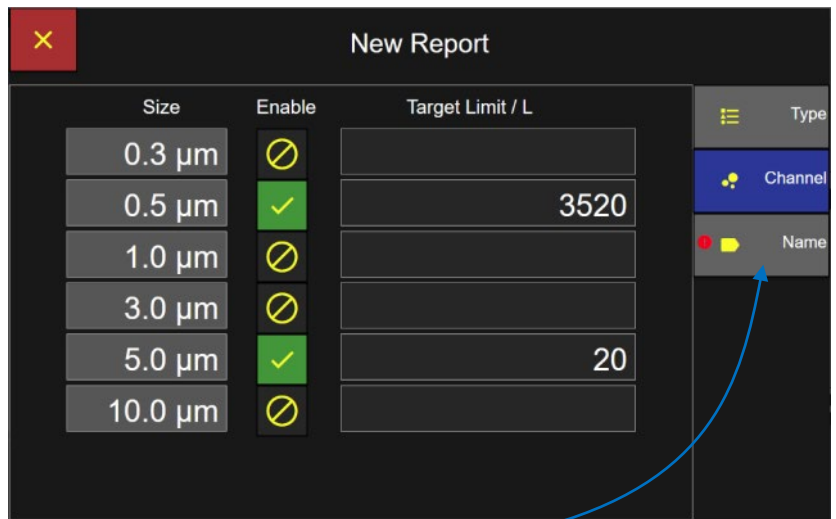 New Report
Size Enable Target Limit / L
0.3 µm
0.5 µm 3520
1.0 µm
3.0 µm
5.0 µm 20
10.0 µm
Type
Channel
Name